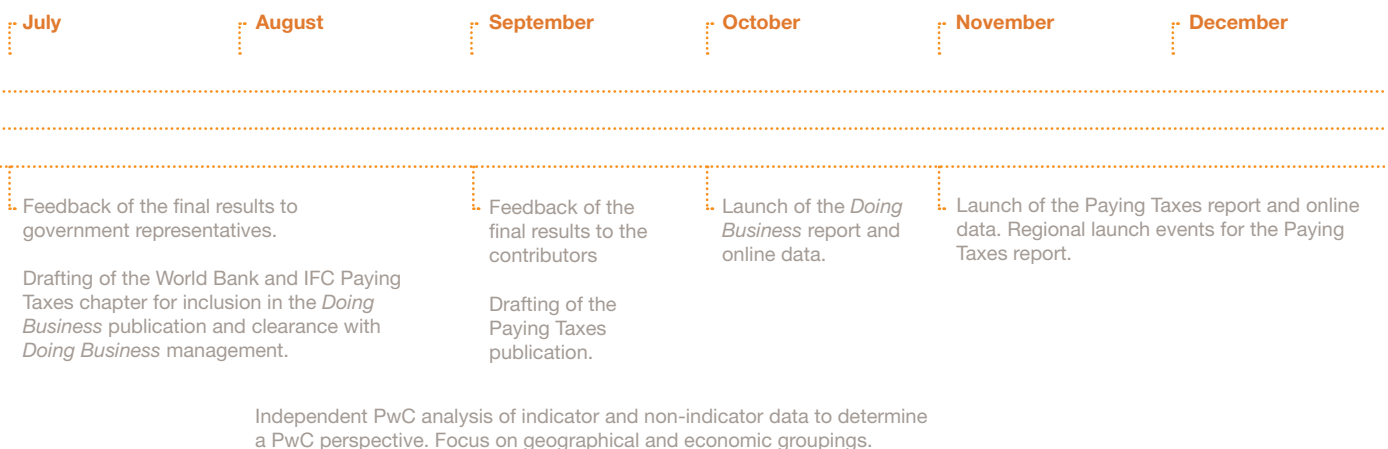 July
August
September
October
November
December
Feedback of the final results to
government representatives.
Drafting of the World Bank and IFC Paying
Taxes chapter for inclusion in the Doing
Business publication and clearance with
Doing Business management.
Feedback of the
final results to the
contributors
Drafting of the
Paying Taxes
publication.
Launch of the Doing
Business report and
online data.
Launch of the Paying Taxes report and online
data. Regional launch events for the Paying
Taxes report.
Independent PwC analysis of indicator and non-indicator data to determine
a PwC perspective. Focus on geographical and economic groupings.